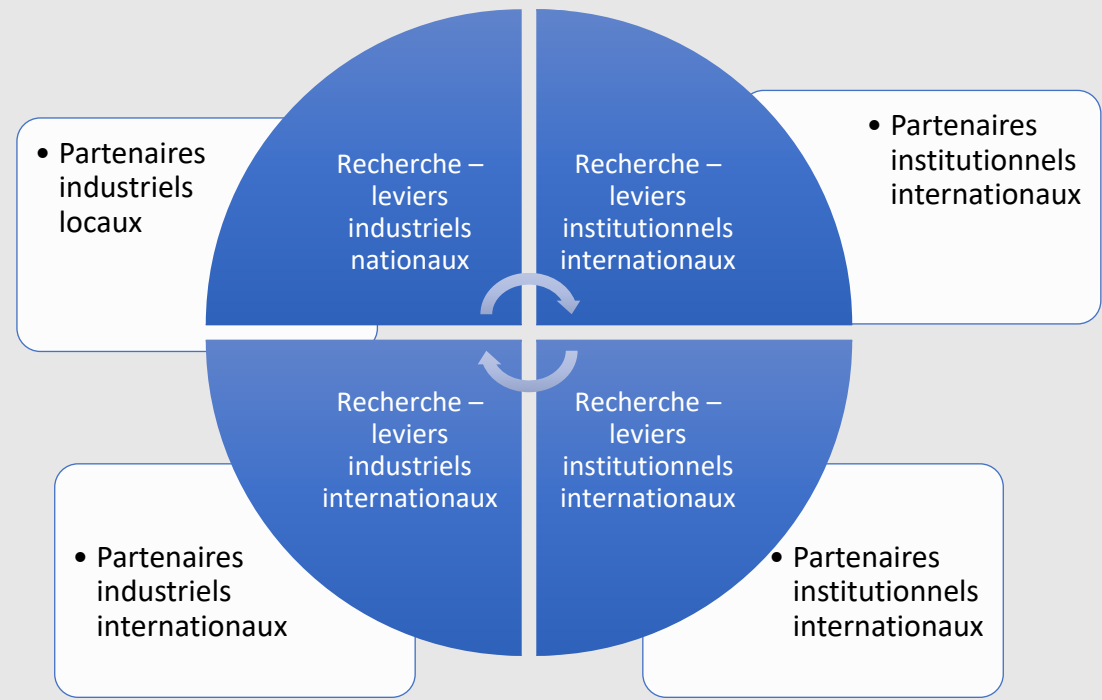 • Partenaires
industriels
locaux
Recherche –
leviers
industriels
nationaux
Recherche –
leviers
institutionnels
internationaux
• Partenaires
institutionnels
internationaux
Recherche –
leviers
industriels
internationaux
Recherche –
leviers
institutionnels
internationaux
• Partenaires
industriels
internationaux
• Partenaires
institutionnels
internationaux